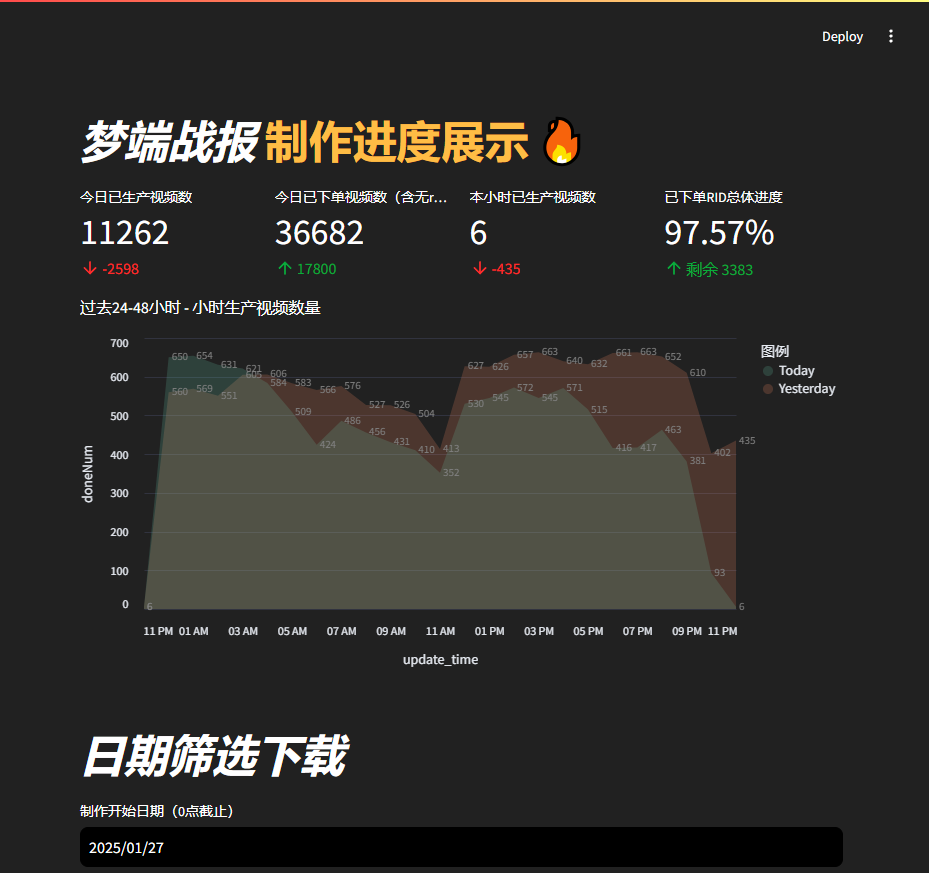 Deploy
梦端战报 制作进度展示
今日已生产视频数
11262
-2598
今日已下单视频数（含无r...
36682
17800
本小时已生产视频数
6
-435
已下单RID总体进度
97.57%
剩余 3383
过去24-48小时 - 小时生产视频数量
700
600
500
400
300
200
100
0
doneNum
650 654 631 621 606 583 566 576 527 526 504 413 627 626 657 663 640 632 661 663 652 610 402 435
6 560 569 551 605 584 509 424 486 456 431 410 352 530 545 572 545 571 515 416 417 463 381 93 6
11 PM 01 AM 03 AM 05 AM 07 AM 09 AM 11 AM 01 PM 03 PM 05 PM 07 PM 09 PM 11 PM
update_time
图例
Today
Yesterday
日期筛选下载
制作开始日期（0点截止）
2025/01/27